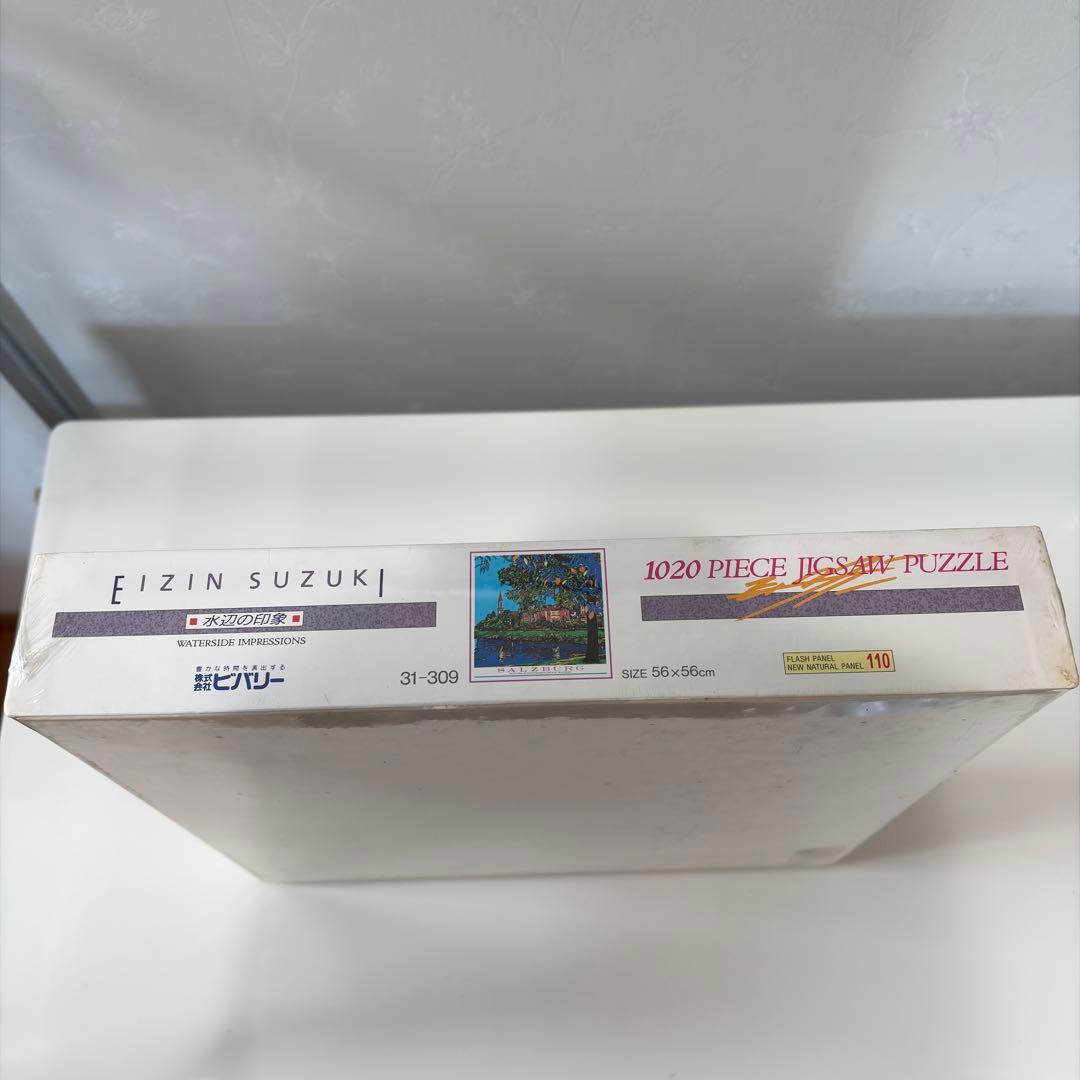 EIZIN SUZUKI
水辺の印象
WATERSIDE IMPRESSIONS
豊かな時間を演出する
株式会社ビバリー
31-309
SALZBURG
1020 PIECE JIGSAW PUZZLE
SIZE 56×56cm
FLASH PANEL
NEW NATURAL PANEL 110